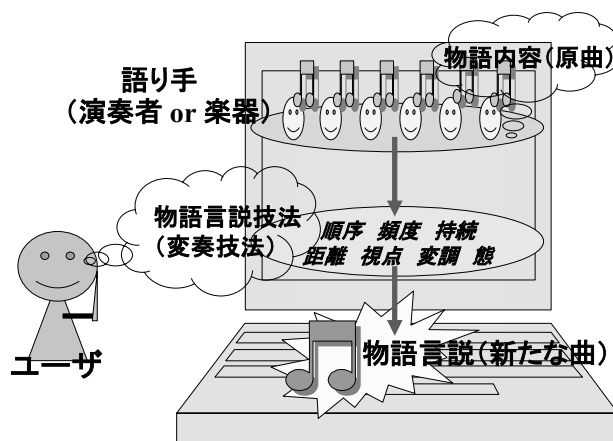 物語内容(原曲)
語り手
(演奏者 or 楽器)
物語言説技法
(変奏技法)
順序 頻度 持続
距離 視点 変調 態
物語言説(新たな曲)
ユーザ